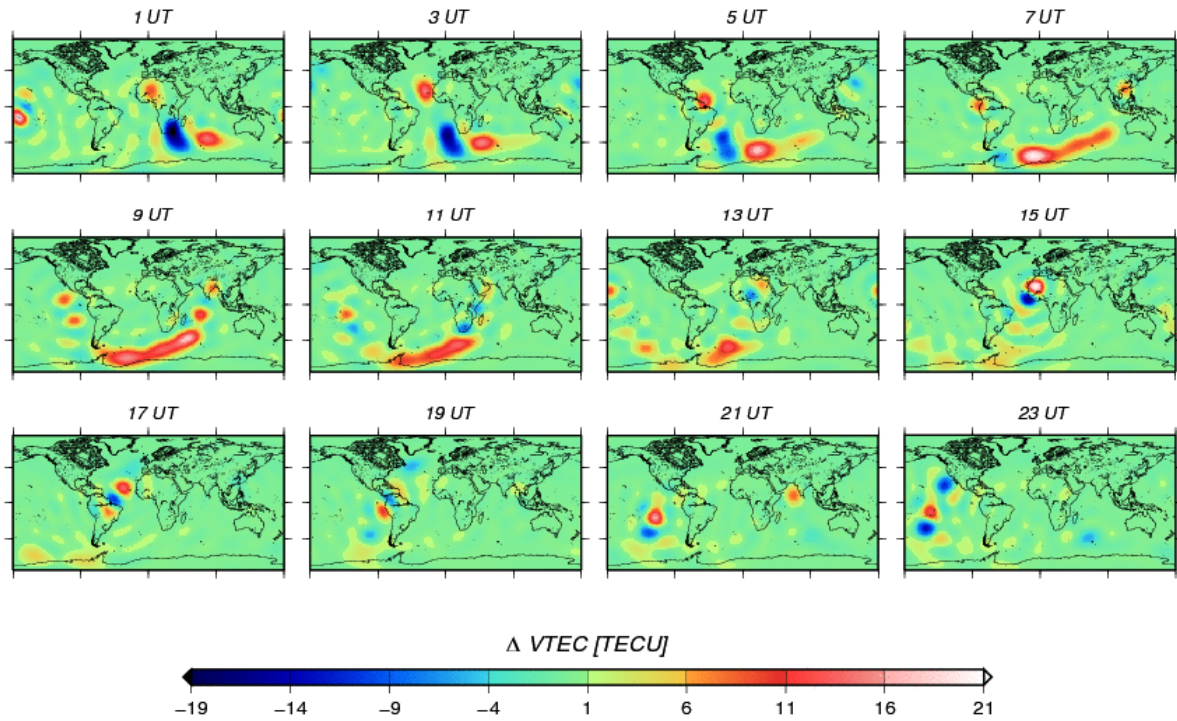 1 UT 3 UT 5 UT 7 UT
9 UT 11 UT 13 UT 15 UT
17 UT 19 UT 21 UT 23 UT
Δ VTEC [TECU]
−19 −14 −9 −4 1 6 11 16 21